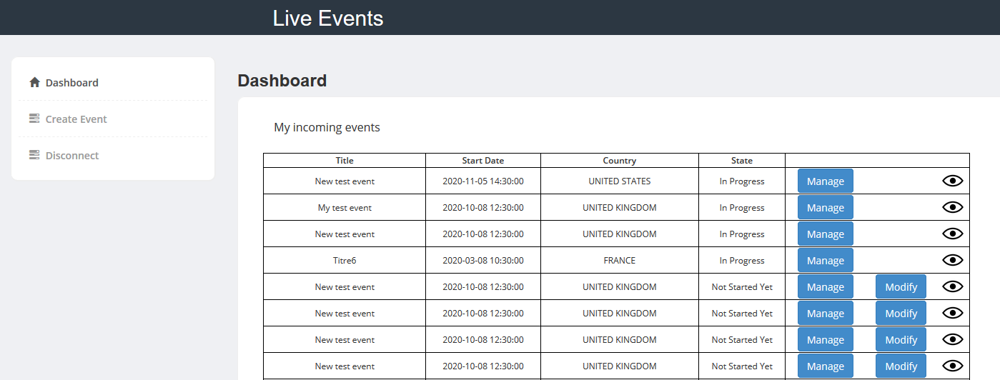 Live Events
Dashboard
Create Event
Disconnect
Dashboard
My incoming events
Title Start Date Country State
New test event 2020-11-05 14:30:00 UNITED STATES In Progress Manage
My test event 2020-10-08 12:30:00 UNITED KINGDOM In Progress Manage
New test event 2020-10-08 12:30:00 UNITED KINGDOM In Progress Manage
Titre6 2020-03-08 10:30:00 FRANCE In Progress Manage
New test event 2020-10-08 12:30:00 UNITED KINGDOM Not Started Yet Manage Modify
New test event 2020-10-08 12:30:00 UNITED KINGDOM Not Started Yet Manage Modify
New test event 2020-10-08 12:30:00 UNITED KINGDOM Not Started Yet Manage Modify
New test event 2020-10-08 12:30:00 UNITED KINGDOM Not Started Yet Manage Modify